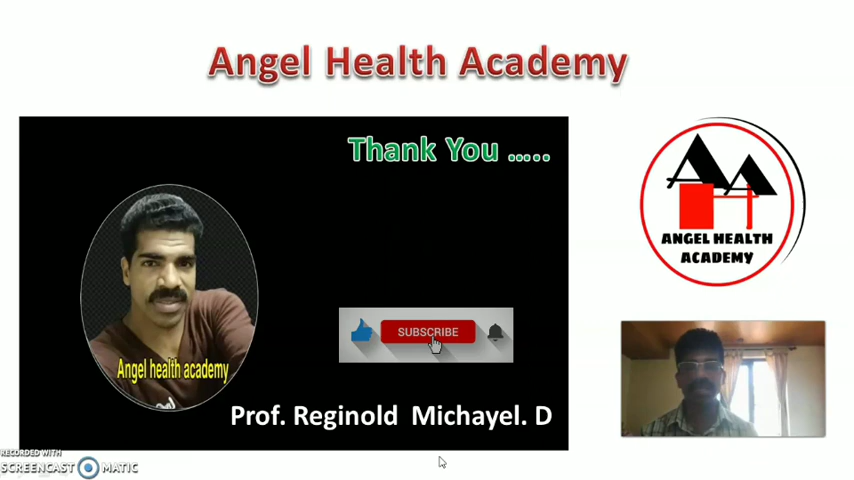 Angel Health Academy
Thank You .....
Angel health academy
SUBSCRIBE
Prof. Reginold Michayel. D
ANGEL HEALTH
ACADEMY
RECORDED WITH
SCREENCAST MATIC